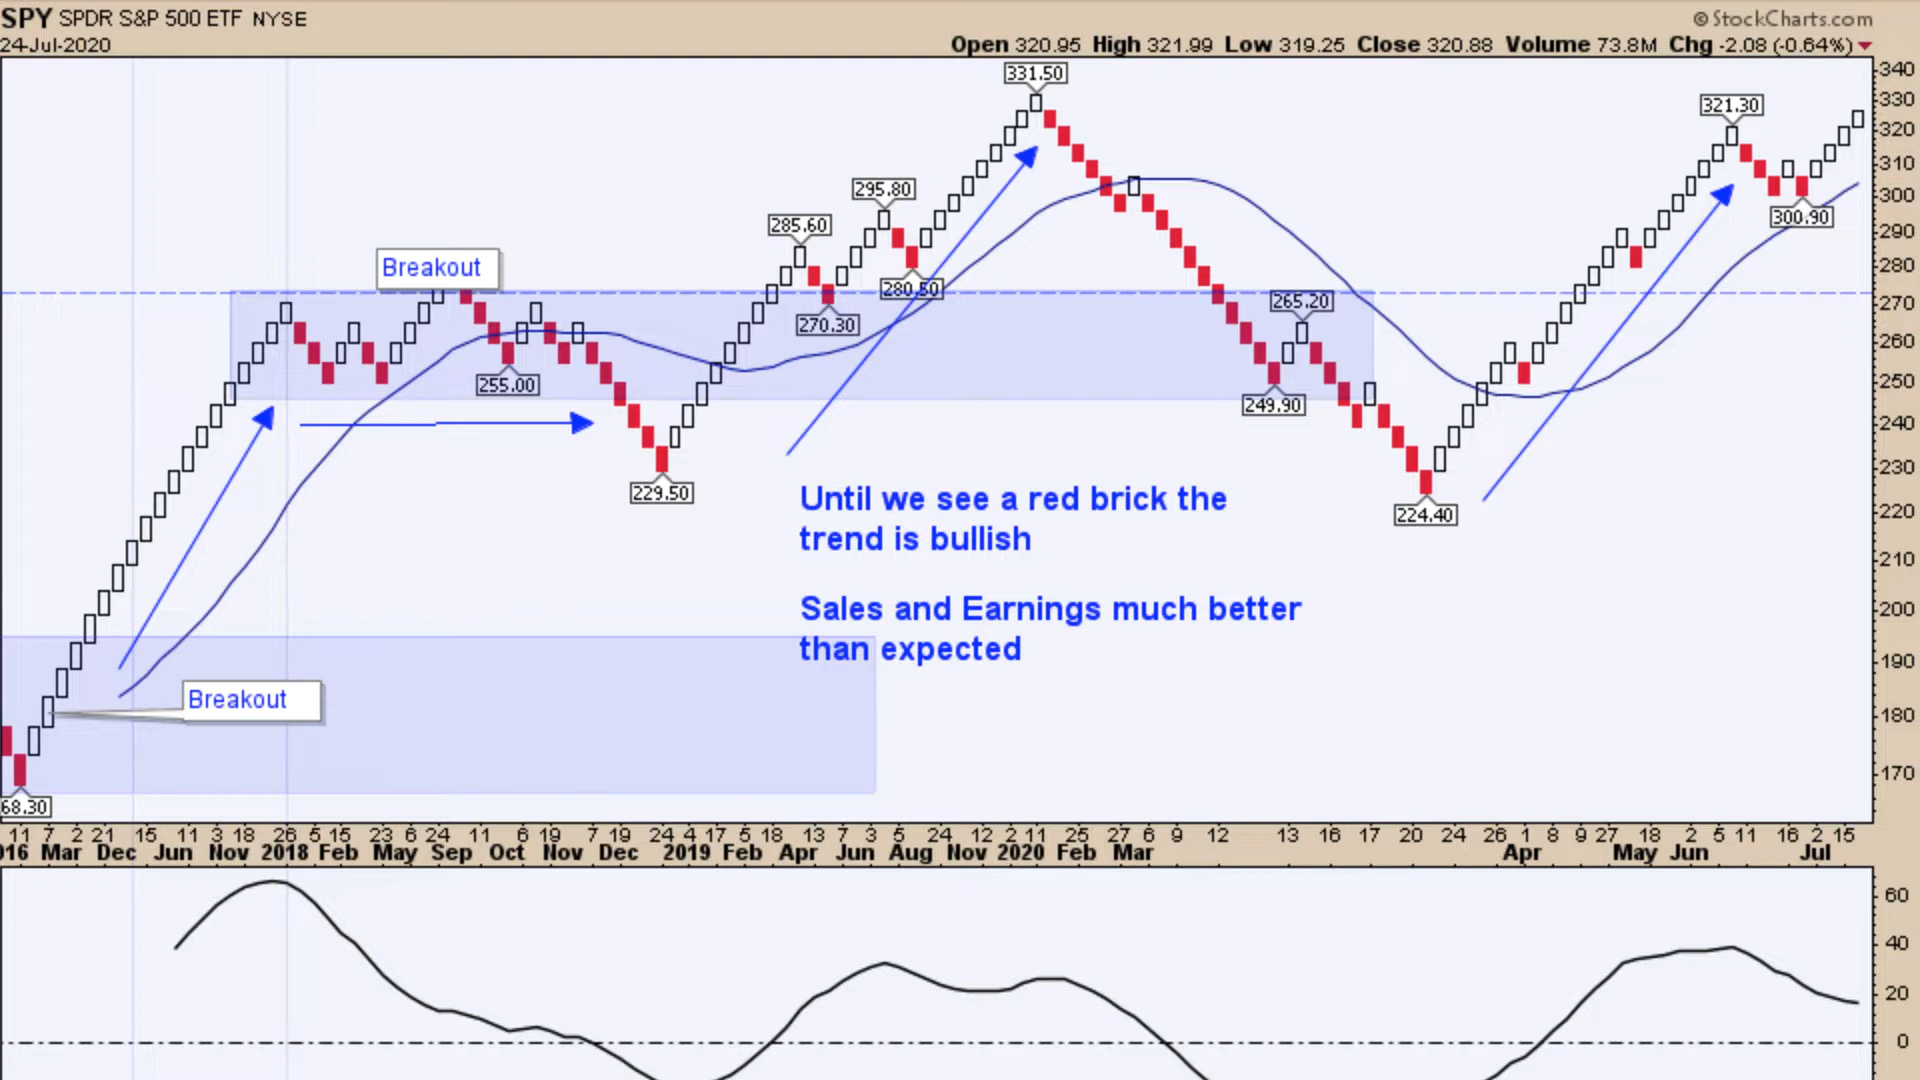 SPY SPDR S&P 500 ETF NYSE
© StockCharts.com
24-Jul-2020
Open 320.95 High 321.99 Low 319.25 Close 320.88 Volume 73.8M Chg -2.08 (-0.64%)
331.50
321.30
295.80
285.60
300.90
Breakout
280.50
265.20
270.30
255.00
249.90
229.50
224.40
Until we see a red brick the
trend is bullish
Sales and Earnings much better
than expected
Breakout
68.30
340
330
320
310
300
290
280
270
260
250
240
230
220
210
200
190
180
170
11 7 2 21 15 11 3 18 26 5 15 23 6 24 11 6 19 7 19 24 4 17 5 18 13 7 3 5 24 12 2 11 25 27 6 9 12 13 16 17 20 24 26 1 8 9 27 18 2 5 11 16 2 15
016 Mar Dec Jun Nov 2018 Feb May Sep Oct Nov Dec 2019 Feb Apr Jun Aug Nov 2020 Feb Mar Apr May Jun Jul
60
40
20
0